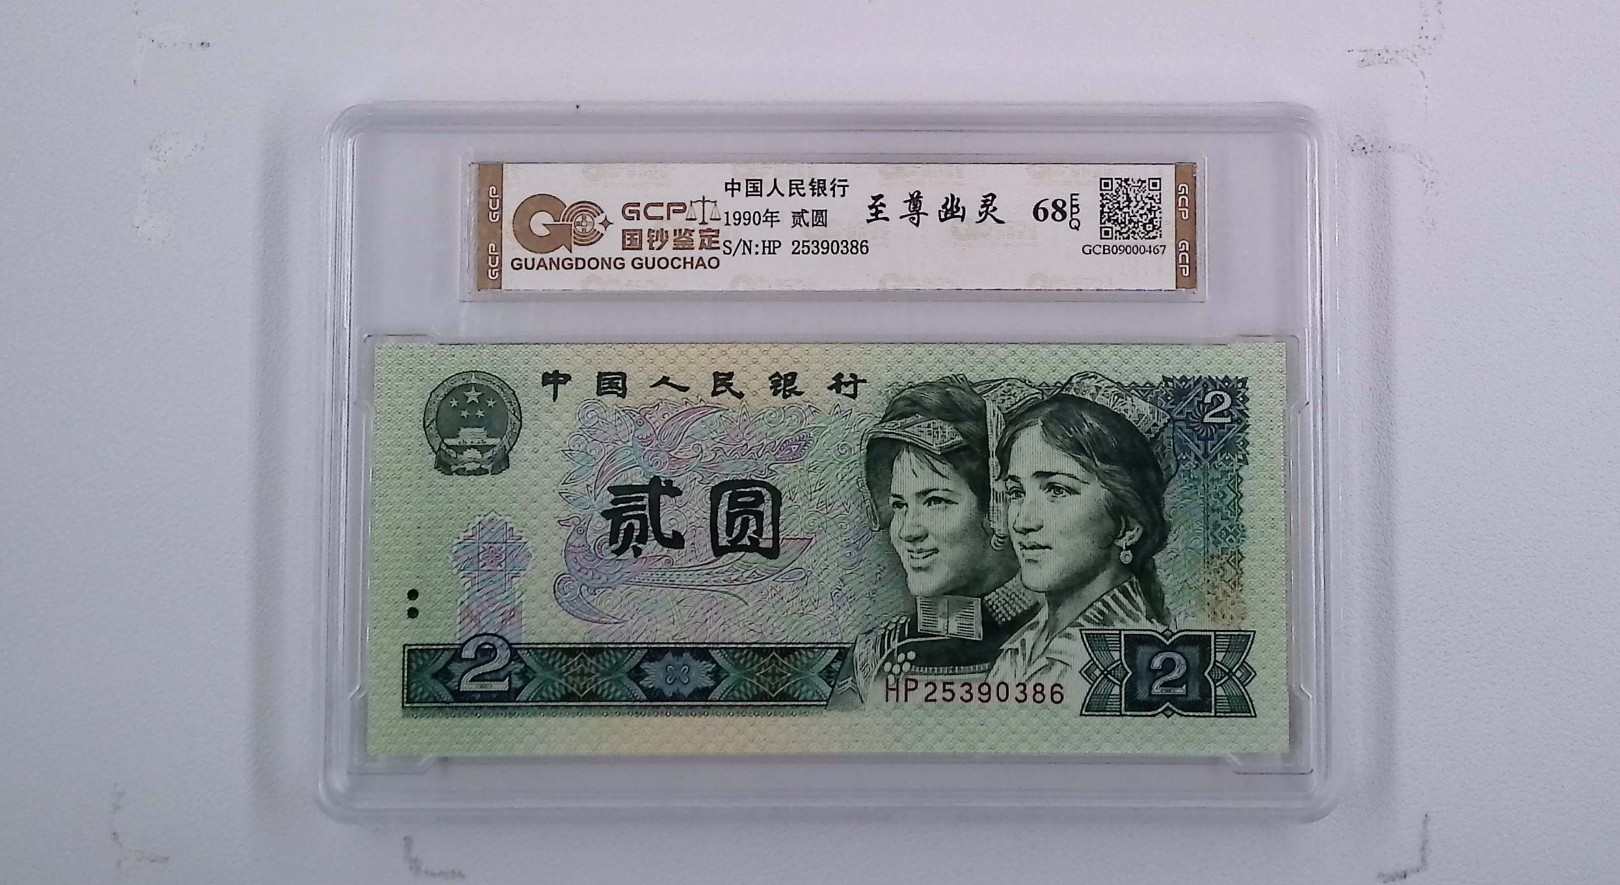 GCP
GCP
GCP
国钞鉴定
GUANGDONG GUOCHAO
中国人民银行
1990年 贰圆
S/N:HP 25390386
至尊幽灵
68 EPQ
GCB09000467
GCP
GCP
中国人民银行
2
贰圆
2
HP25390386
2